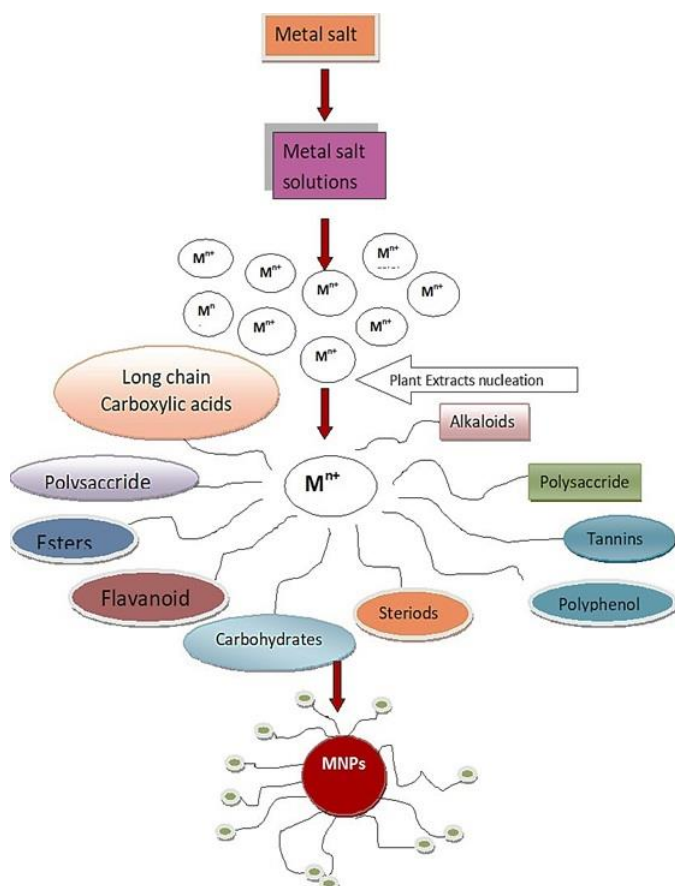 Metal salt
Metal salt
solutions
Mⁿ⁺
Mⁿ⁺
Mⁿ⁺
Mⁿ⁺
Mⁿ⁺
Mⁿ
Mⁿ⁺
Mⁿ⁺
Mⁿ⁺
Plant Extracts nucleation
Long chain
Carboxylic acids
Alkaloids
Mⁿ⁺
Polysaccride
Polysaccride
Esters
Tannins
Flavanoid
Steriods
Polyphenol
Carbohydrates
MNPs